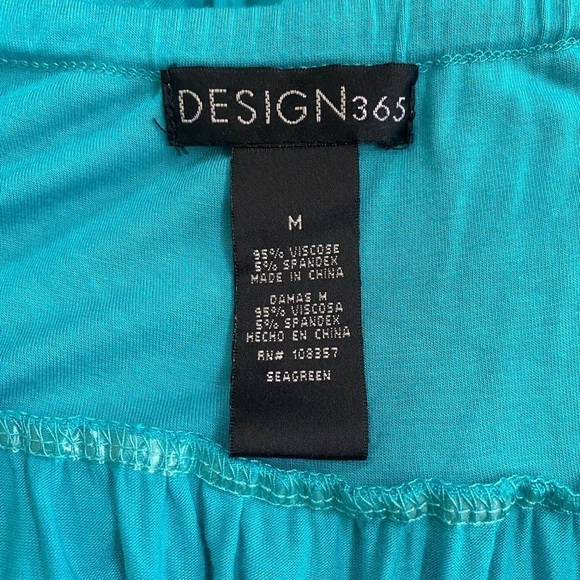 DESIGN365
M
95% VISCOSE
5% SPANDEX
MADE IN CHINA
DAMAS M
95% VISCOSA
5% SPANDEX
HECHO EN CHINA
RN# 108357
SEAGREEN